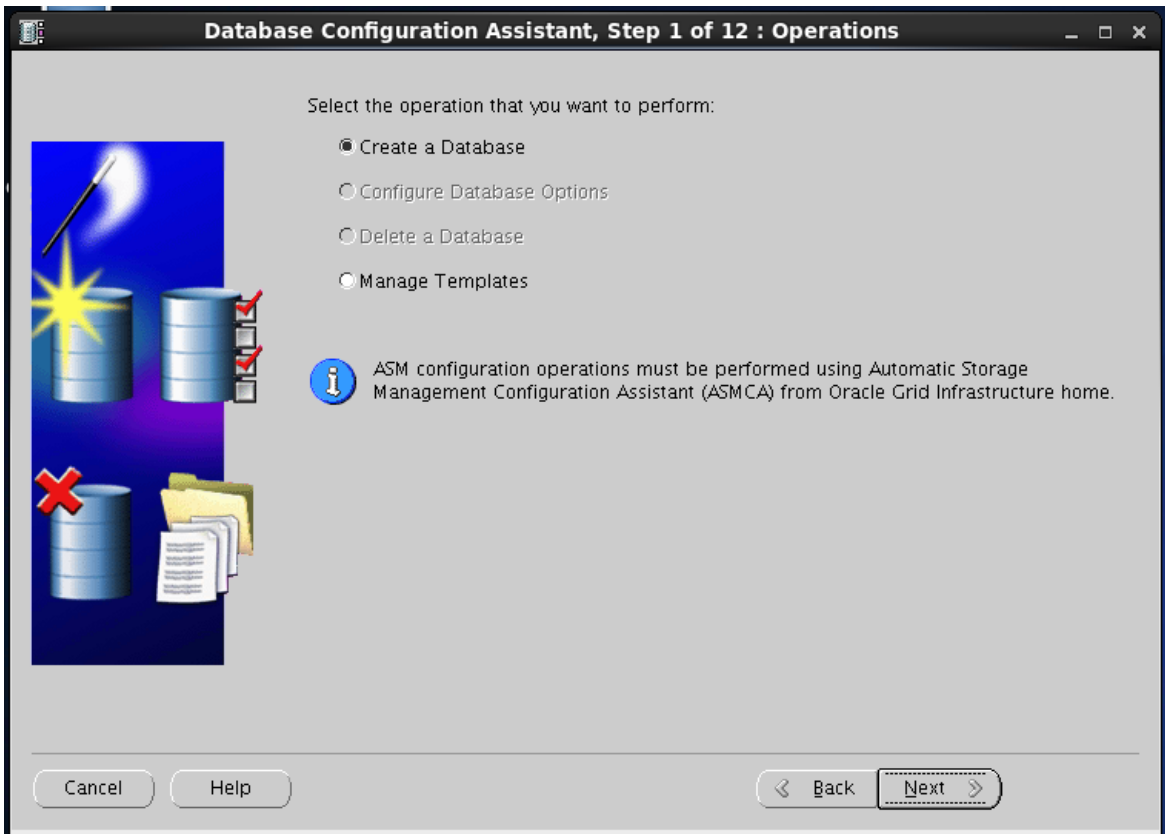 Database Configuration Assistant, Step 1 of 12 : Operations
Select the operation that you want to perform:
Create a Database
Configure Database Options
Delete a Database
Manage Templates
ASM configuration operations must be performed using Automatic Storage
Management Configuration Assistant (ASMCA) from Oracle Grid Infrastructure home.
Cancel
Help
Back
Next